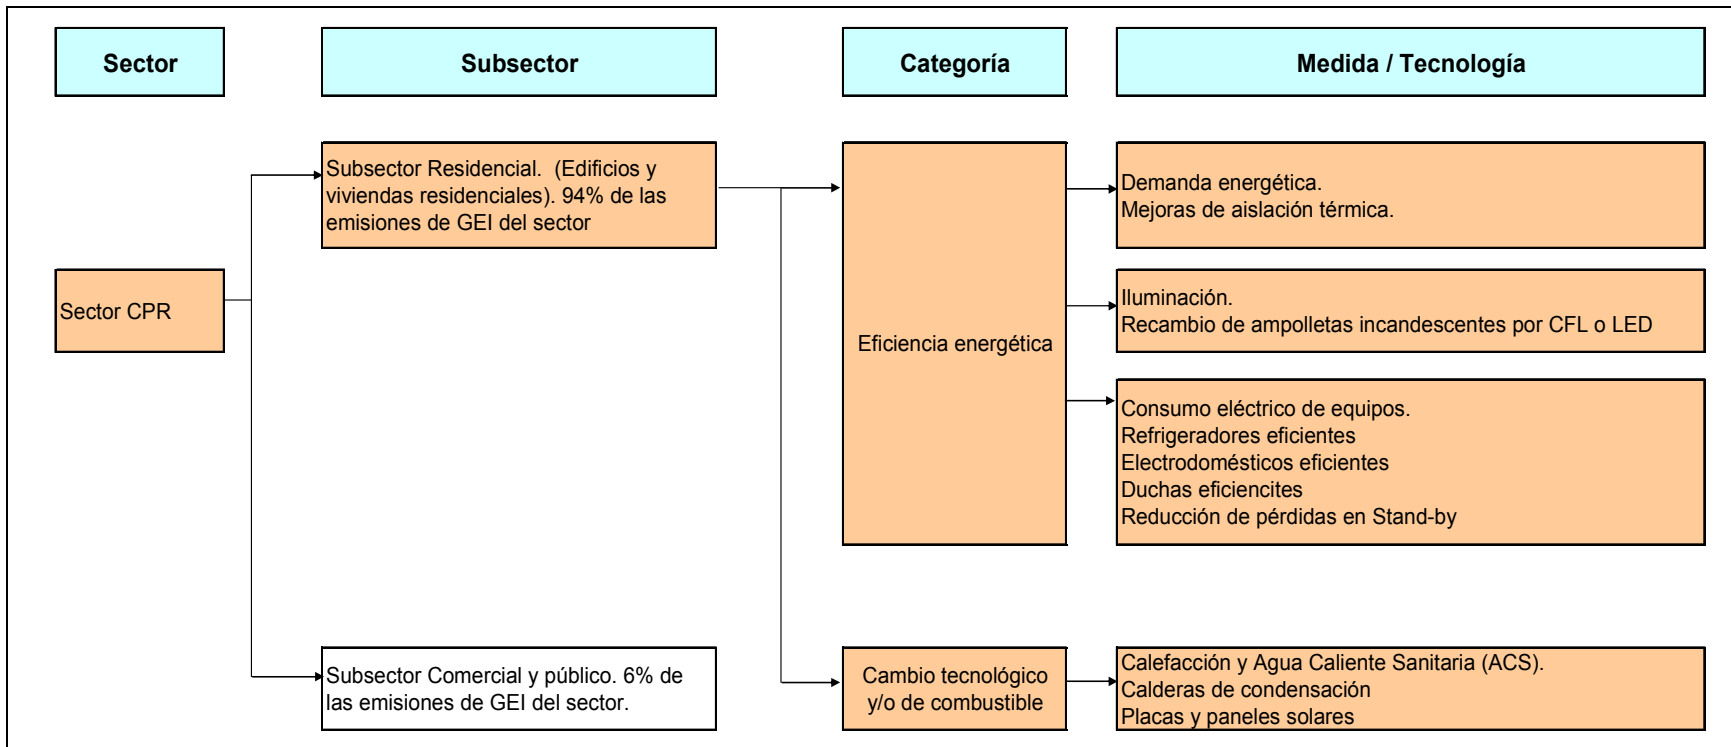 Sector
Subsector
Categoría
Medida / Tecnología
Sector CPR
Subsector Residencial. (Edificios y
viviendas residenciales). 94% de las
emisiones de GEI del sector
Eficiencia energética
Demanda energética.
Mejoras de aislación térmica.
Iluminación.
Recambio de ampolletas incandescentes por CFL o LED
Consumo eléctrico de equipos.
Refrigeradores eficientes
Electrodomésticos eficientes
Duchas eficiencites
Reducción de pérdidas en Stand-by
Subsector Comercial y público. 6% de
las emisiones de GEI del sector.
Cambio tecnológico
y/o de combustible
Calefacción y Agua Caliente Sanitaria (ACS).
Calderas de condensación
Placas y paneles solares